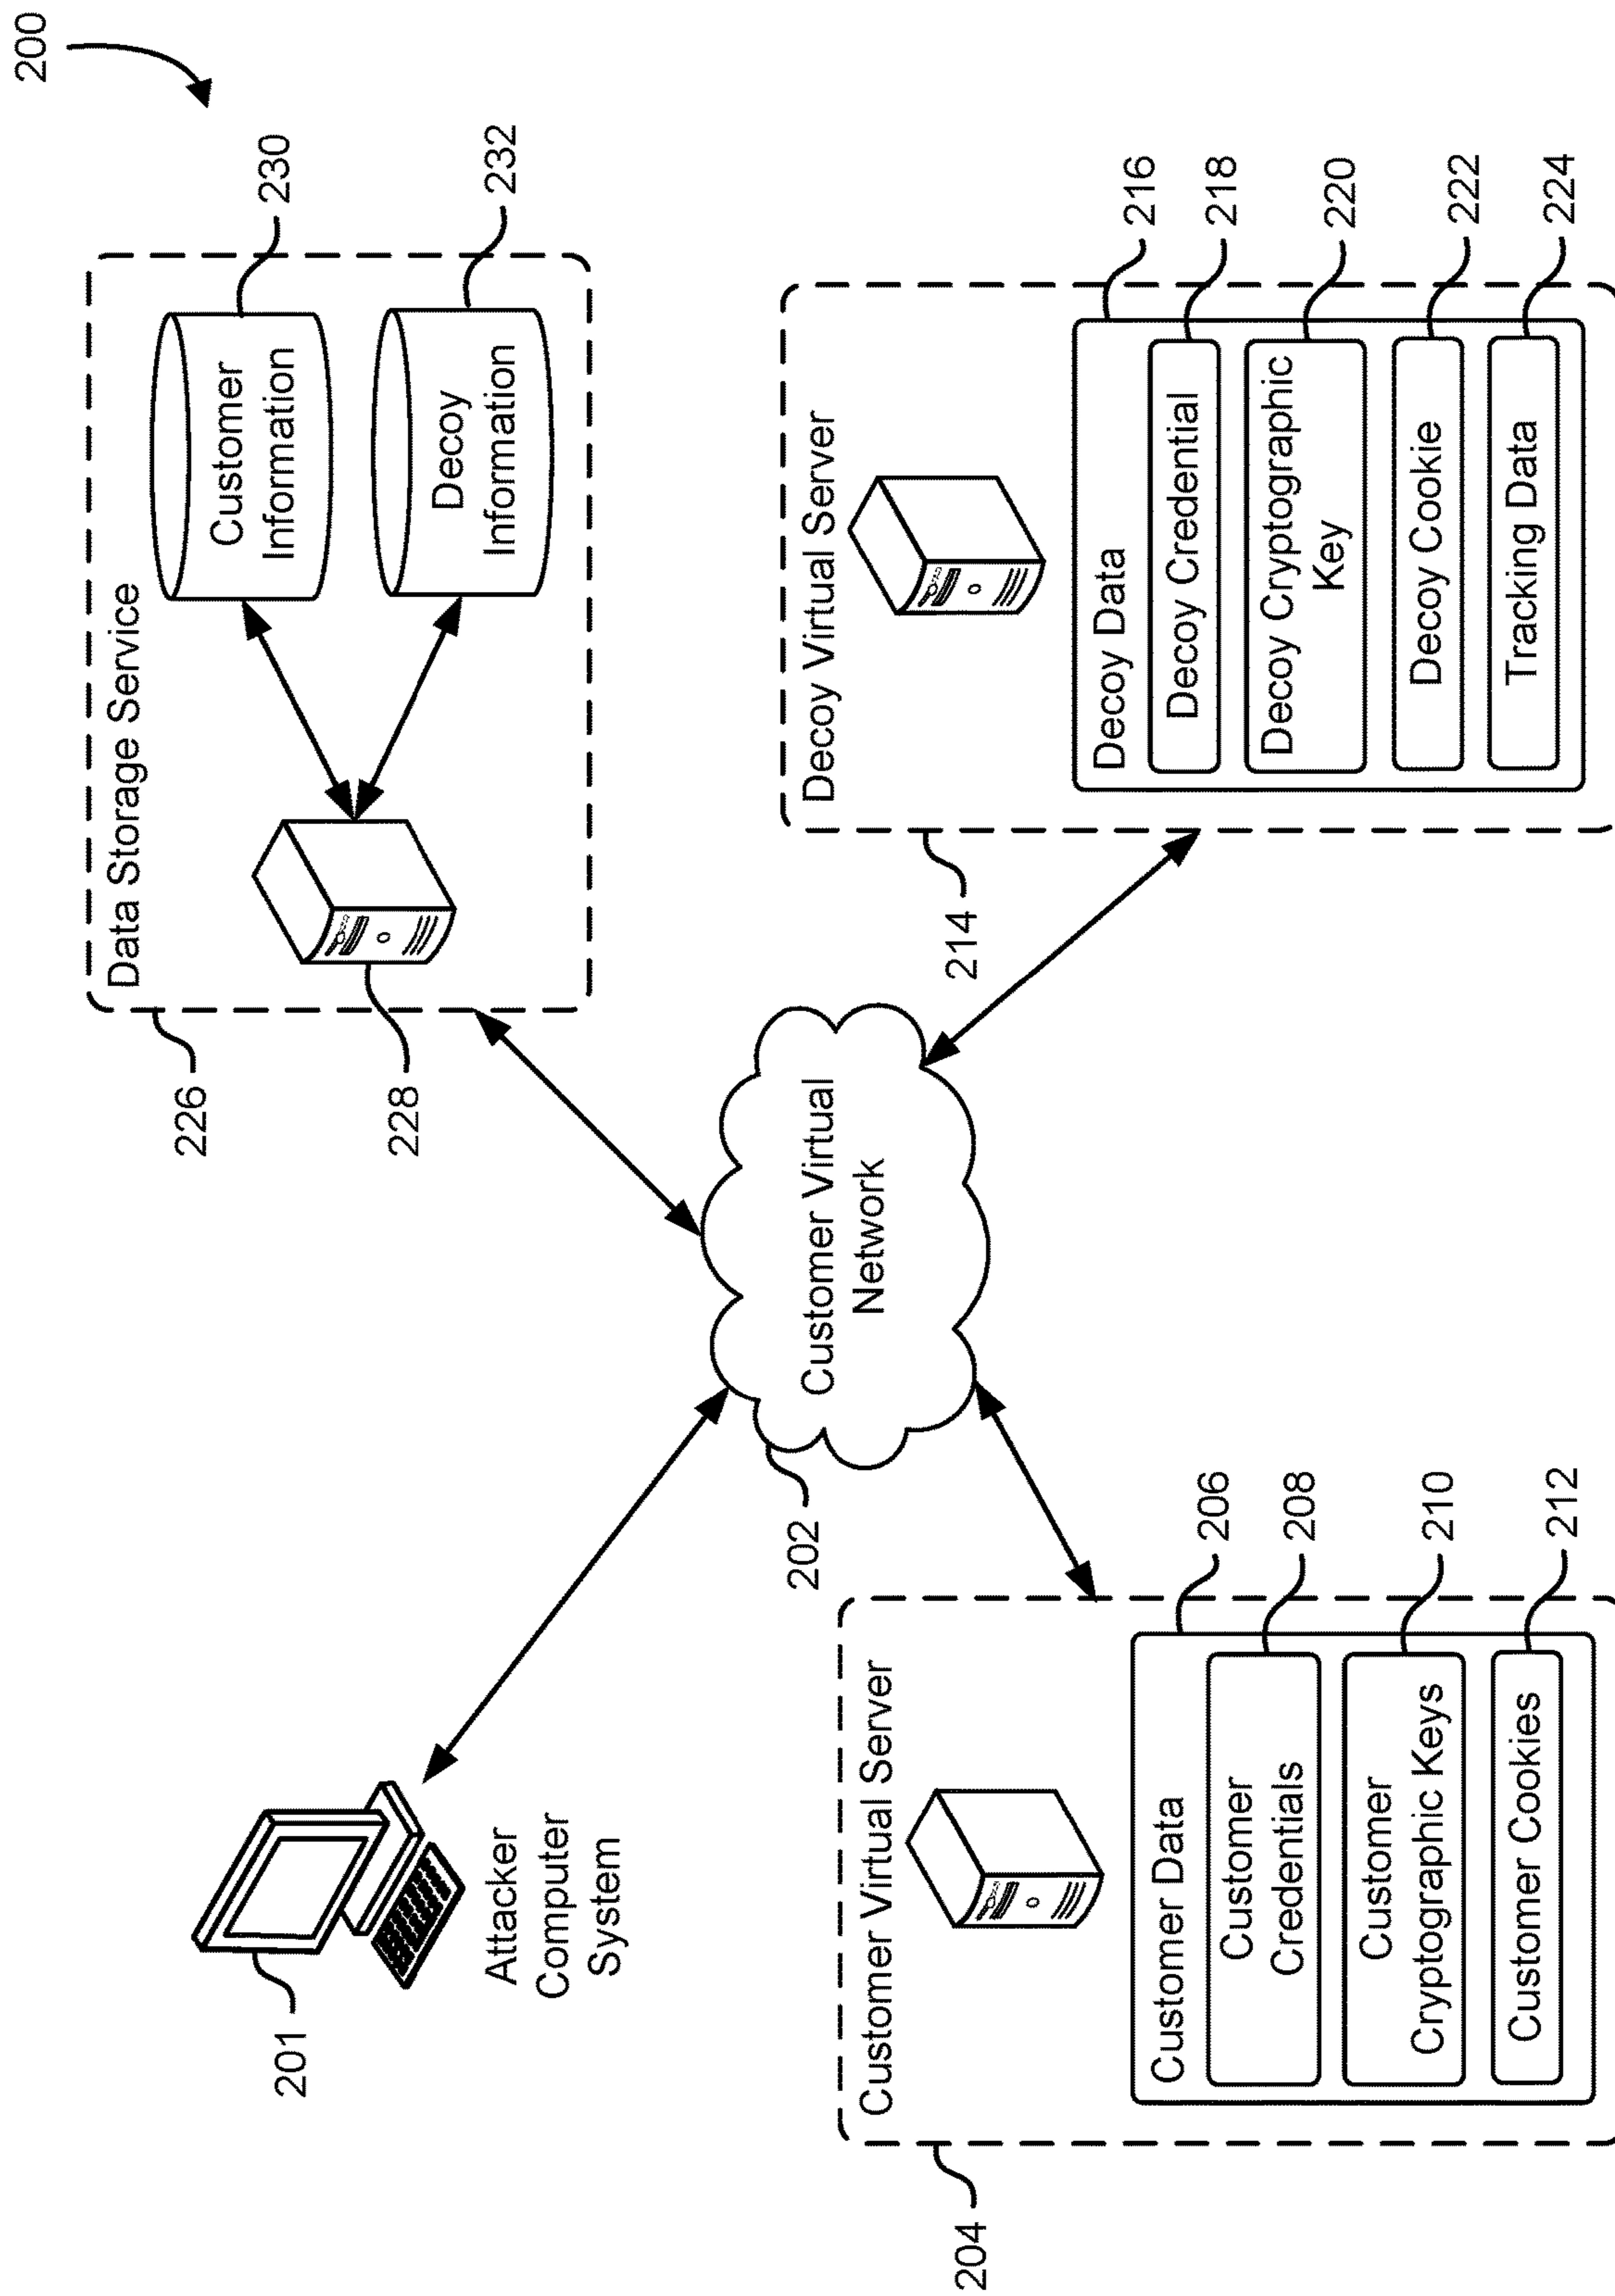 200
201
Attacker
Computer
System
Data Storage Service
226
228
Customer
Information
230
Decoy
Information
232
Customer Virtual
Network
202
Customer Virtual Server
204
Customer Data
206
Customer
Credentials
208
Customer
Cryptographic Keys
210
Customer Cookies
212
Decoy Virtual Server
214
Decoy Data
216
Decoy Credential
218
Decoy Cryptographic
Key
220
Decoy Cookie
222
Tracking Data
224